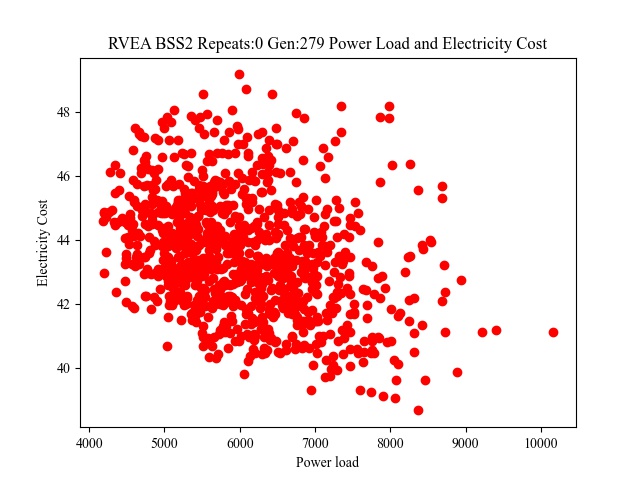 RVEA BSS2 Repeats:0 Gen:279 Power Load and Electricity Cost
Electricity Cost
48
46
44
42
40
4000 5000 6000 7000 8000 9000 10000
Power load